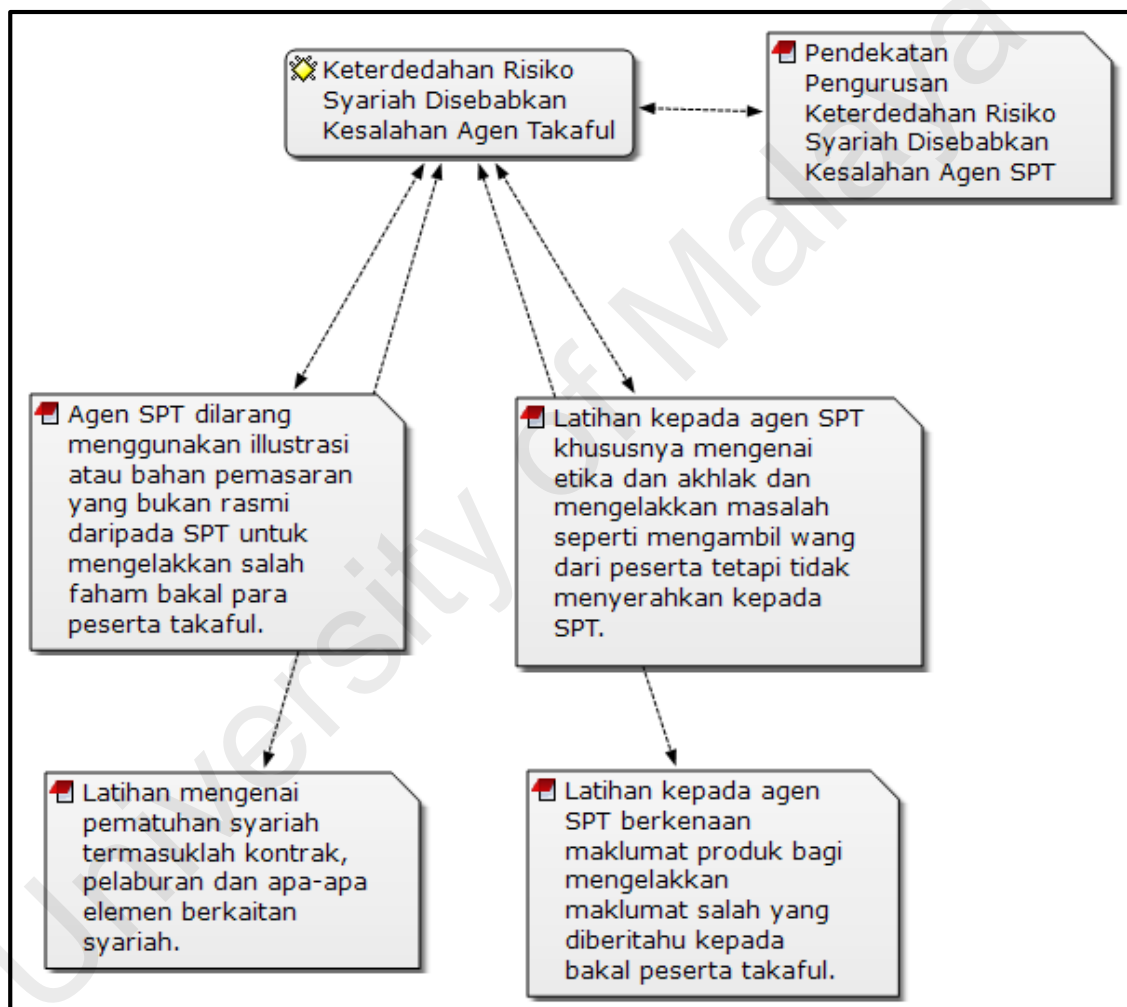 Keterdedahan Risiko
Syariah Disebabkan
Kesalahan Agen Takaful
Pendekatan
Pengurusan
Keterdedahan Risiko
Syariah Disebabkan
Kesalahan Agen SPT
Agen SPT dilarang
menggunakan illustrasi
atau bahan pemasaran
yang bukan rasmi
daripada SPT untuk
mengelakkan salah
faham bakal para
peserta takaful.
Latihan kepada agen SPT
khususnya mengenai
etika dan akhlak dan
mengelakkan masalah
seperti mengambil wang
dari peserta tetapi tidak
menyerahkan kepada
SPT.
Latihan mengenai
pematuhan syariah
termasuklah kontrak,
pelaburan dan apa-apa
elemen berkaitan
syariah.
Latihan kepada agen
SPT berkenaan
maklumat produk bagi
mengelakkan
maklumat salah yang
diberitahu kepada
bakal peserta takaful.
University of Malaya